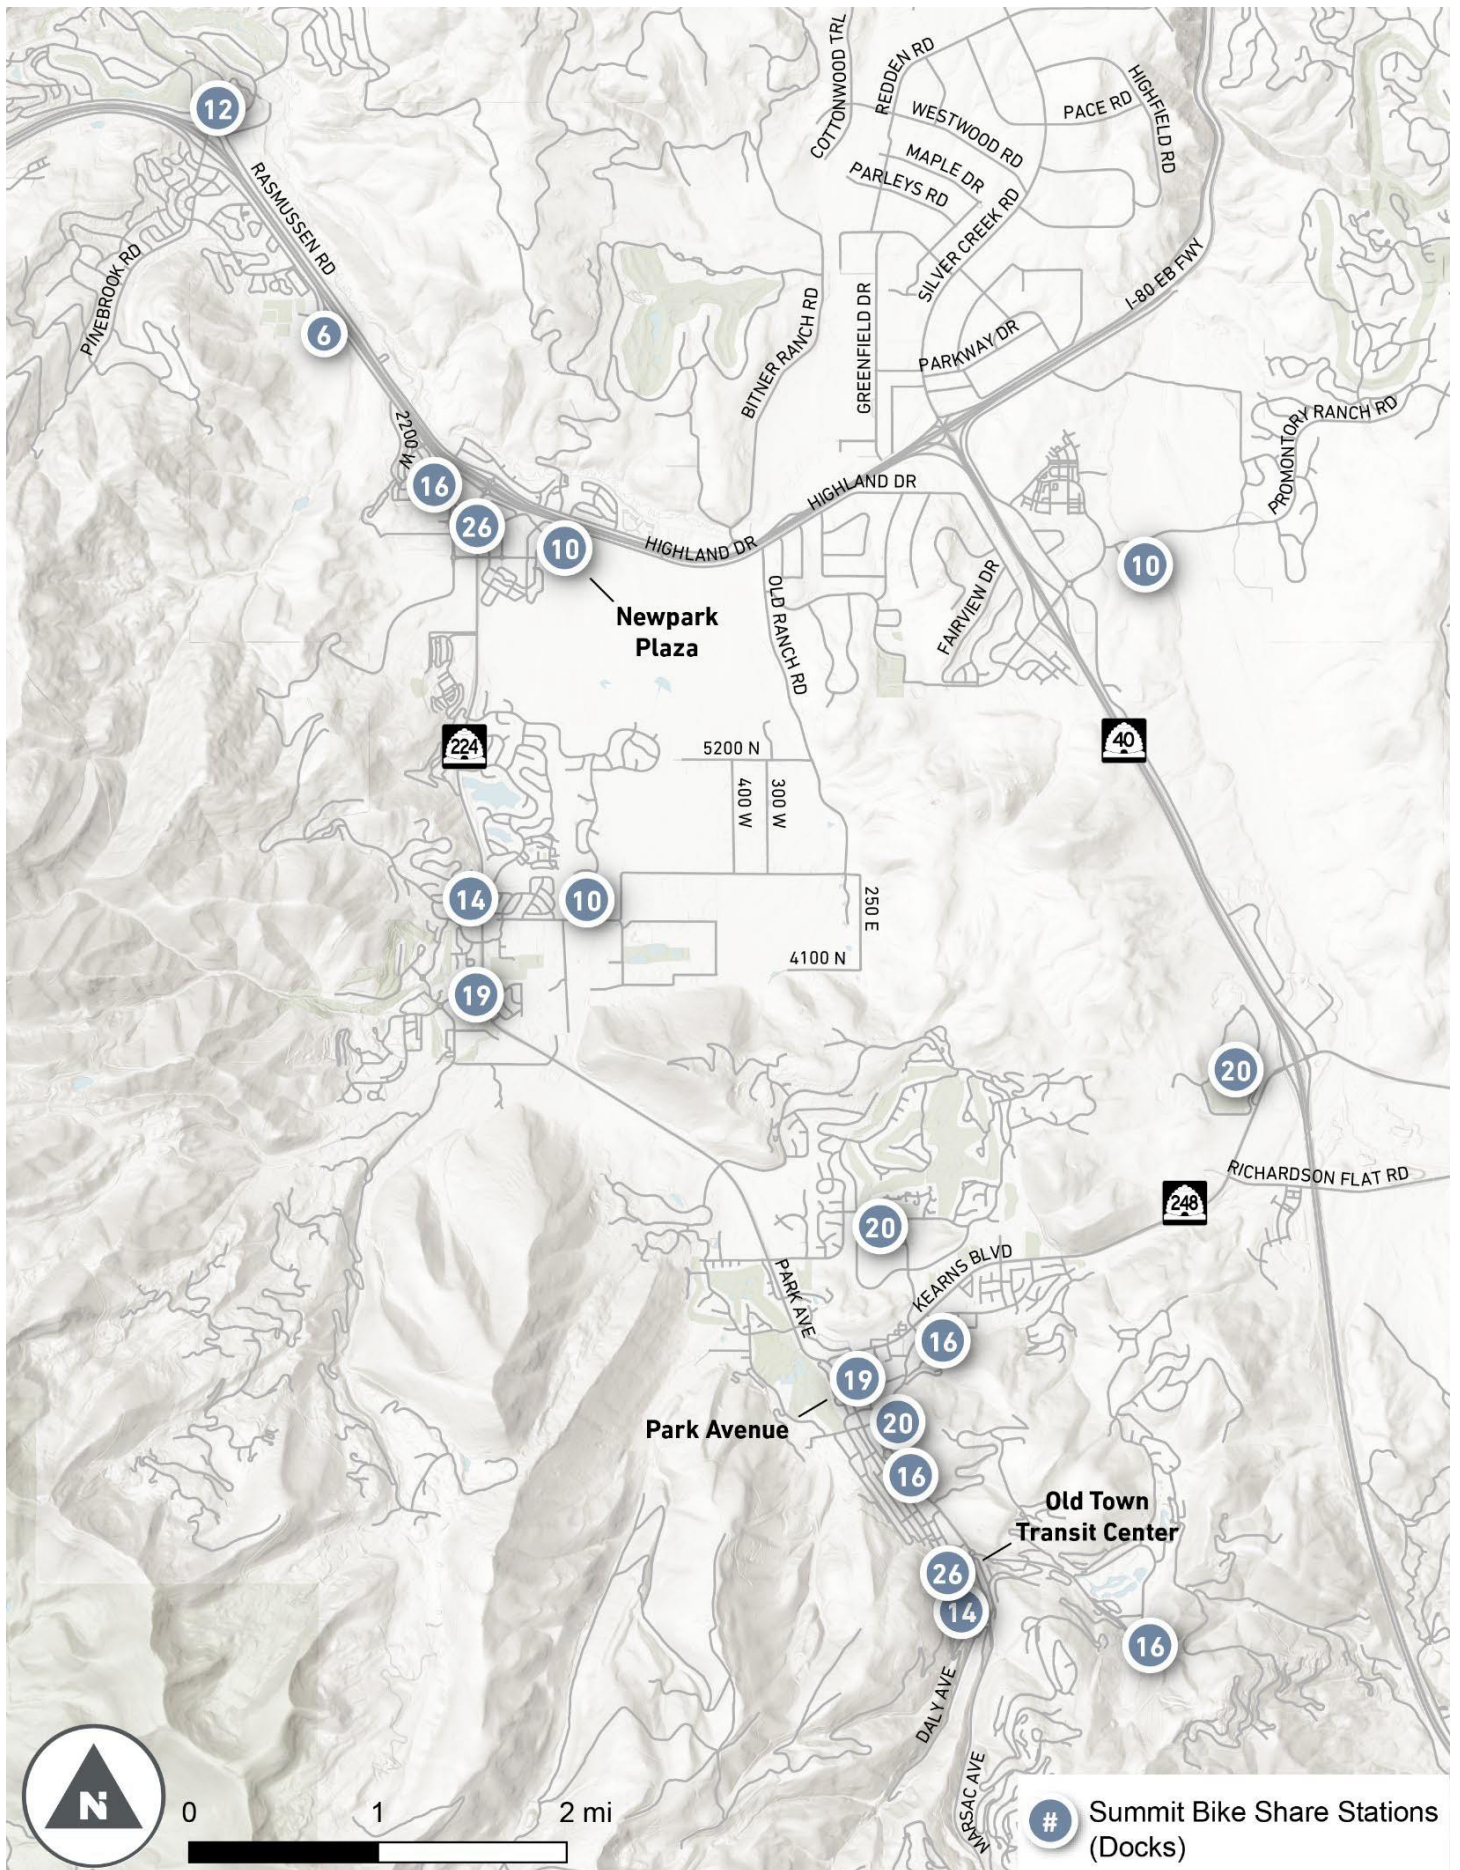 COTTONWOOD TRL
REDDEN RD
WESTWOOD RD
PACE RD
HIGHFIELD RD
MAPLE DR
PARLEYS RD
12
RASMUSSEN RD
SILVER CREEK RD
PINEBROOK RD
I-80 EB FWY
6
BITNER RANCH RD
GREENFIELD DR
PARKWAY DR
2200 W
PROMONTORY RANCH RD
16
HIGHLAND DR
26
10
HIGHLAND DR
10
Newpark
Plaza
OLD RANCH RD
FAIRVIEW DR
224
5200 N
40
400 W
300 W
14
10
250 E
4100 N
19
20
RICHARDSON FLAT RD
248
20
PARK AVE
KEARNS BLVD
16
19
Park Avenue
20
16
Old Town
Transit Center
26
14
16
DALY AVE
MARSAC AVE
N
0 1 2 mi
# Summit Bike Share Stations
(Docks)